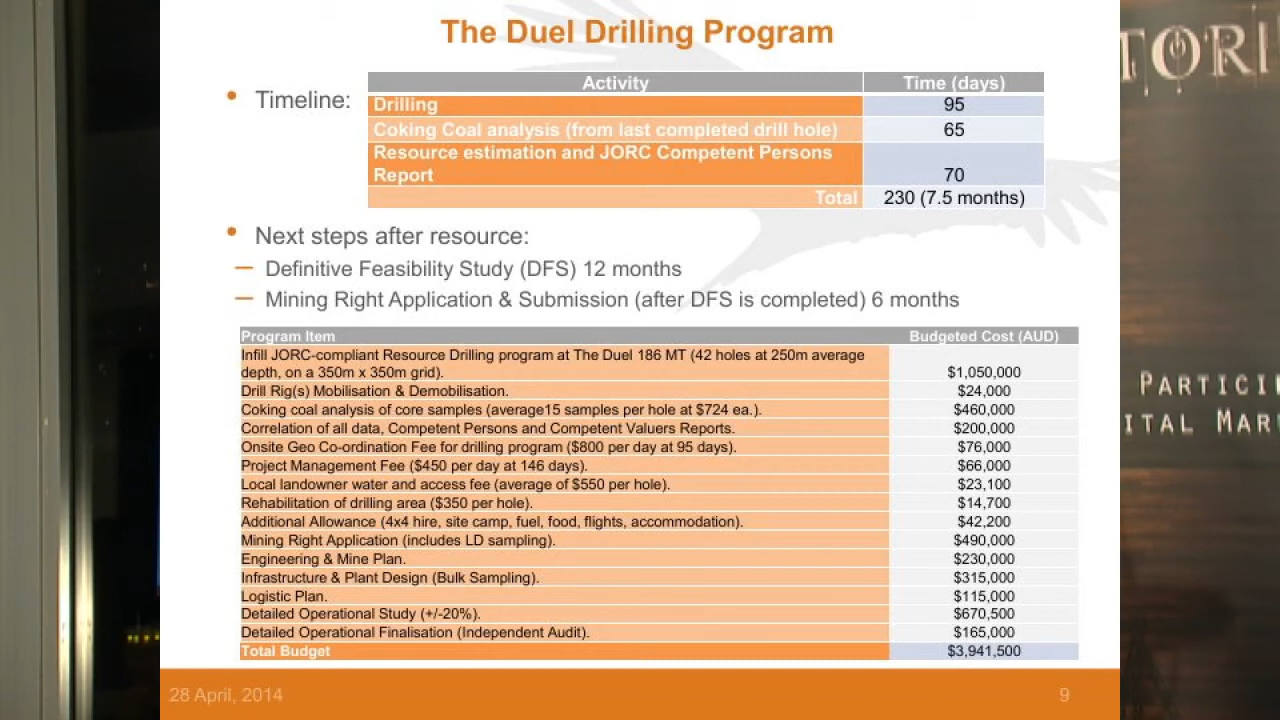 The Duel Drilling Program
• Timeline:
Activity Time (days)
Drilling 95
Coking Coal analysis (from last completed drill hole) 65
Resource estimation and JORC Competent Persons
Report 70
Total 230 (7.5 months)
• Next steps after resource:
– Definitive Feasibility Study (DFS) 12 months
– Mining Right Application & Submission (after DFS is completed) 6 months
Program Item Budgeted Cost (AUD)
Infill JORC-compliant Resource Drilling program at The Duel 186 MT (42 holes at 250m average
depth, on a 350m x 350m grid). $1,050,000
Drill Rig(s) Mobilisation & Demobilisation. $24,000
Coking coal analysis of core samples (average15 samples per hole at $724 ea.). $460,000
Correlation of all data, Competent Persons and Competent Valuers Reports. $200,000
Onsite Geo Co-ordination Fee for drilling program ($800 per day at 95 days). $76,000
Project Management Fee ($450 per day at 146 days). $66,000
Local landowner water and access fee (average of $550 per hole). $23,100
Rehabilitation of drilling area ($350 per hole). $14,700
Additional Allowance (4x4 hire, site camp, fuel, food, flights, accommodation). $42,200
Mining Right Application (includes LD sampling). $490,000
Engineering & Mine Plan. $230,000
Infrastructure & Plant Design (Bulk Sampling). $315,000
Logistic Plan. $115,000
Detailed Operational Study (+/-20%). $670,500
Detailed Operational Finalisation (Independent Audit). $165,000
Total Budget $3,941,500
28 April, 2014 9
TORI
PARTICI
ITAL MAR